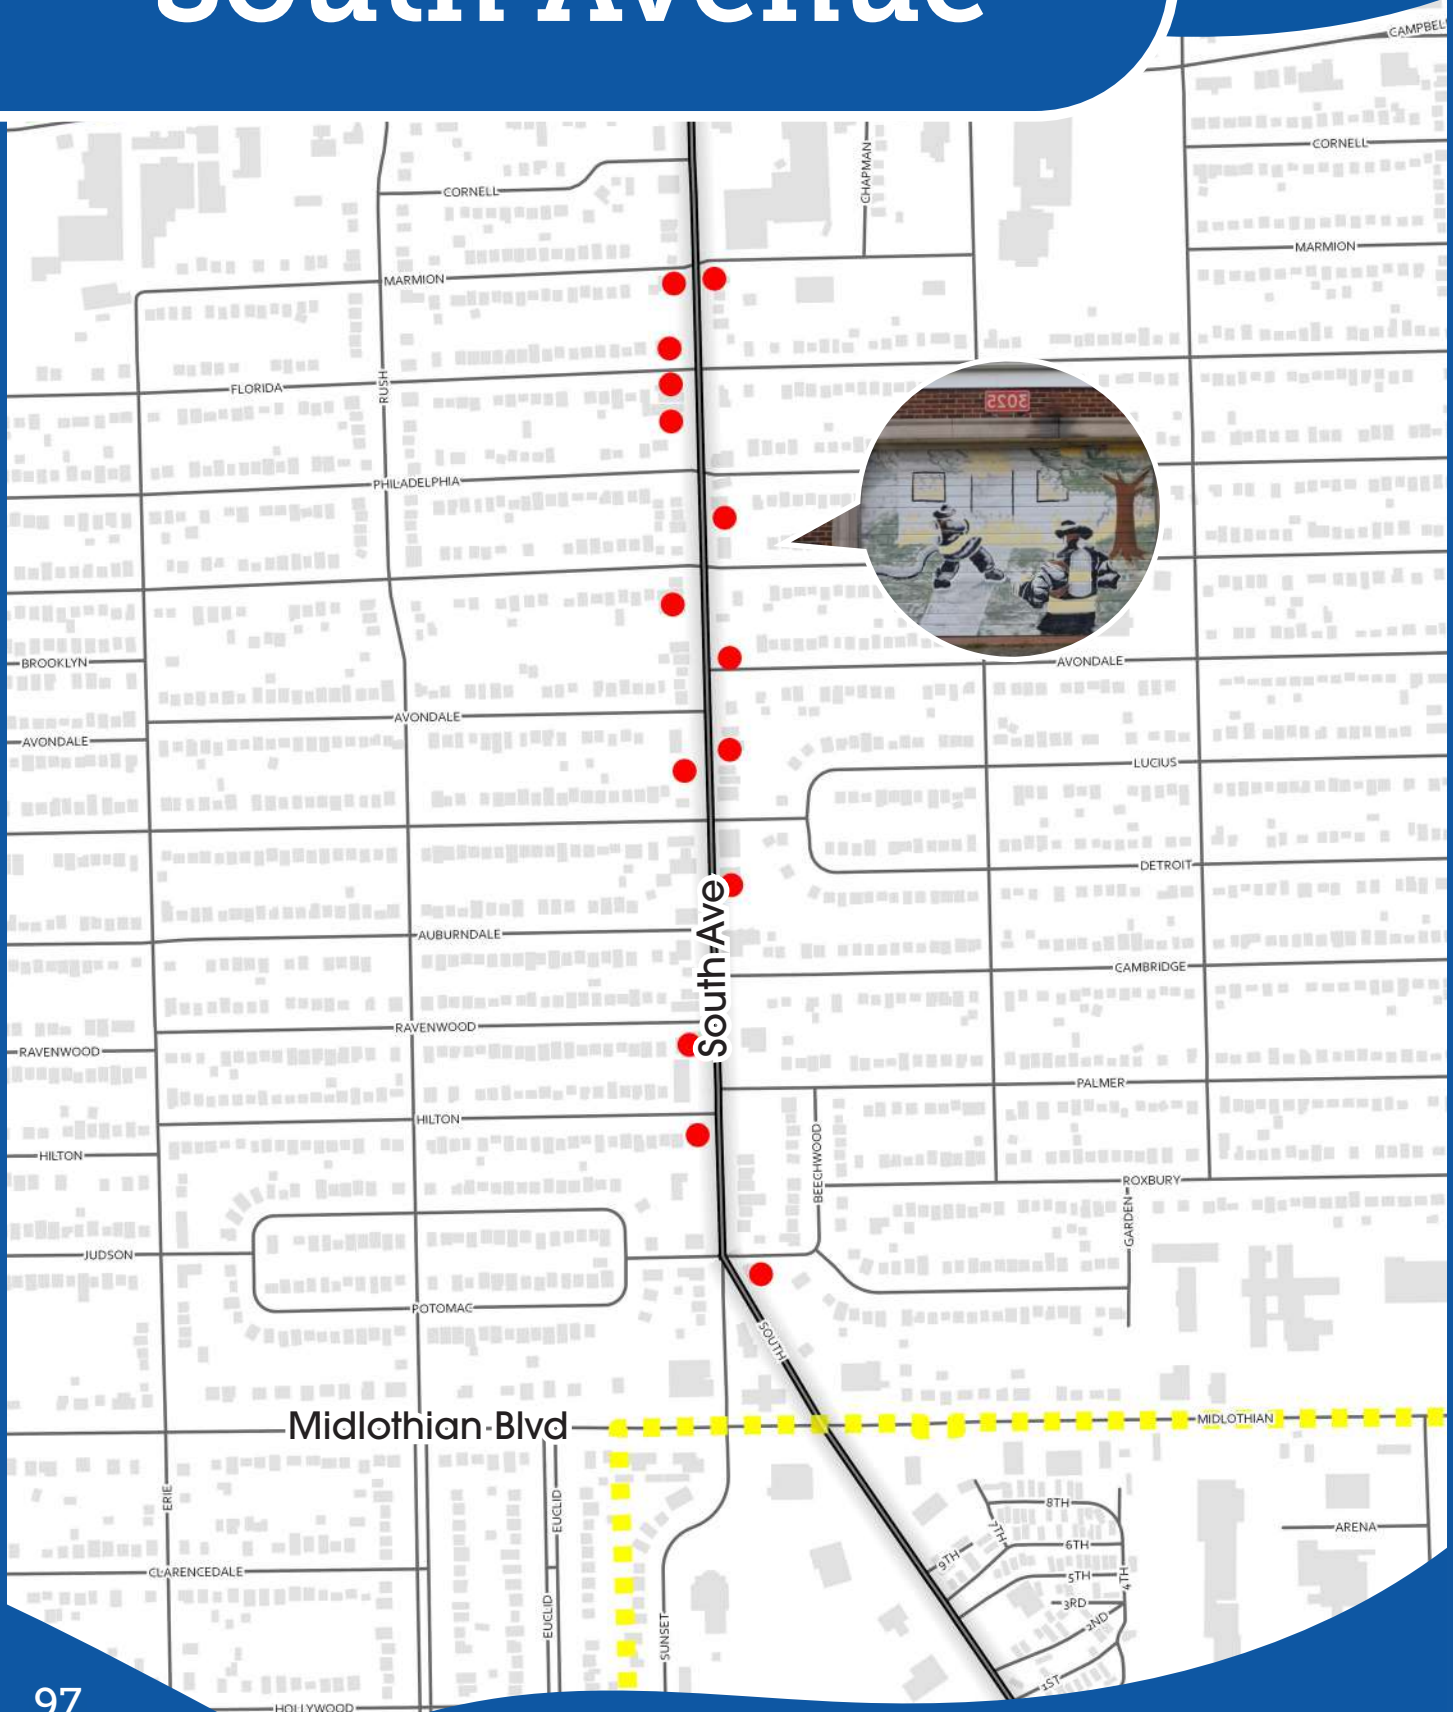 South Avenue
CAMPBEL
CORNELL
CHAPMAN
CORNELL
MARMION
MARMION
3025
FLORIDA
RUSH
PHILADELPHIA
BROOKLYN
AVONDALE
AVONDALE
AVONDALE
LUCIUS
DETROIT
South Ave
AUBURNDALE
CAMBRIDGE
RAVENWOOD
RAVENWOOD
PALMER
HILTON
BEECHWOOD
HILTON
ROXBURY
GARDEN
JUDSON
POTOMAC
SOUTH
Midlothian Blvd
MIDLOTHIAN
ERIE
EUCLID
8TH
7TH
6TH
ARENA
9TH
5TH
4TH
CLARENCEDALE
3RD
EUCLID
SUNSET
2ND
1ST
97
HOLLYWOOD